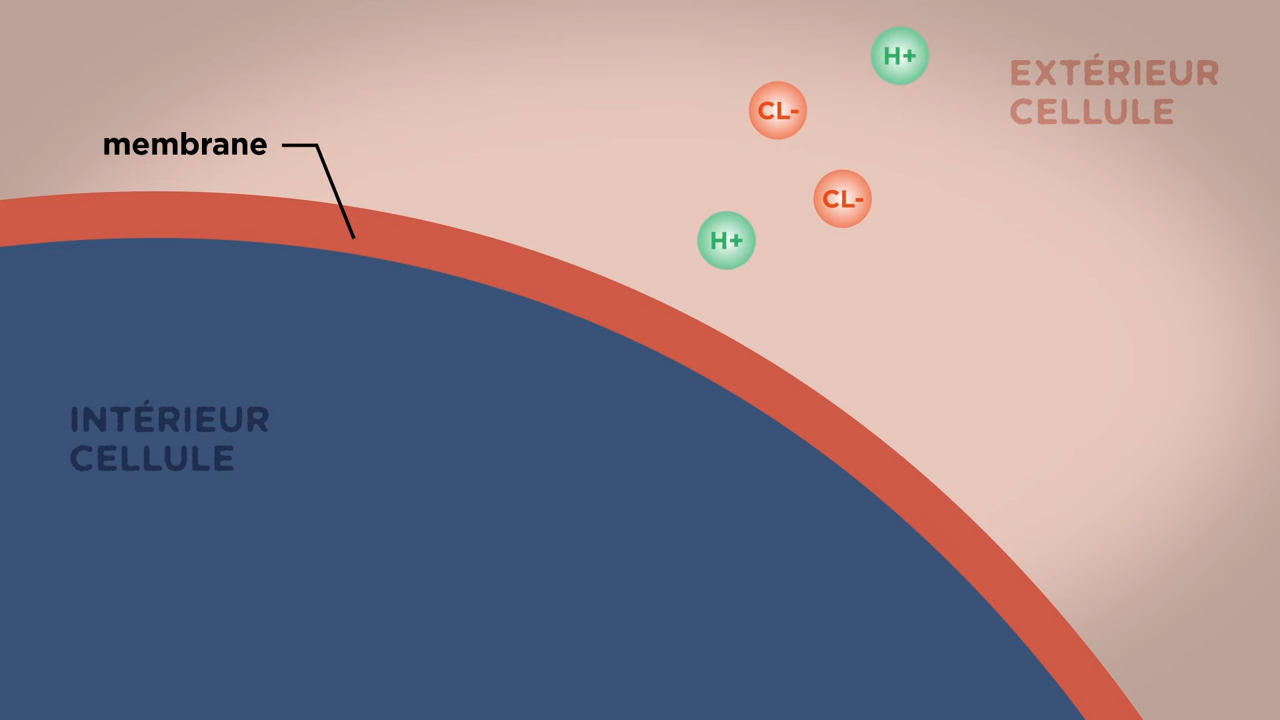 H+
EXTÉRIEUR
CELLULE
CL-
membrane
CL-
H+
INTÉRIEUR
CELLULE